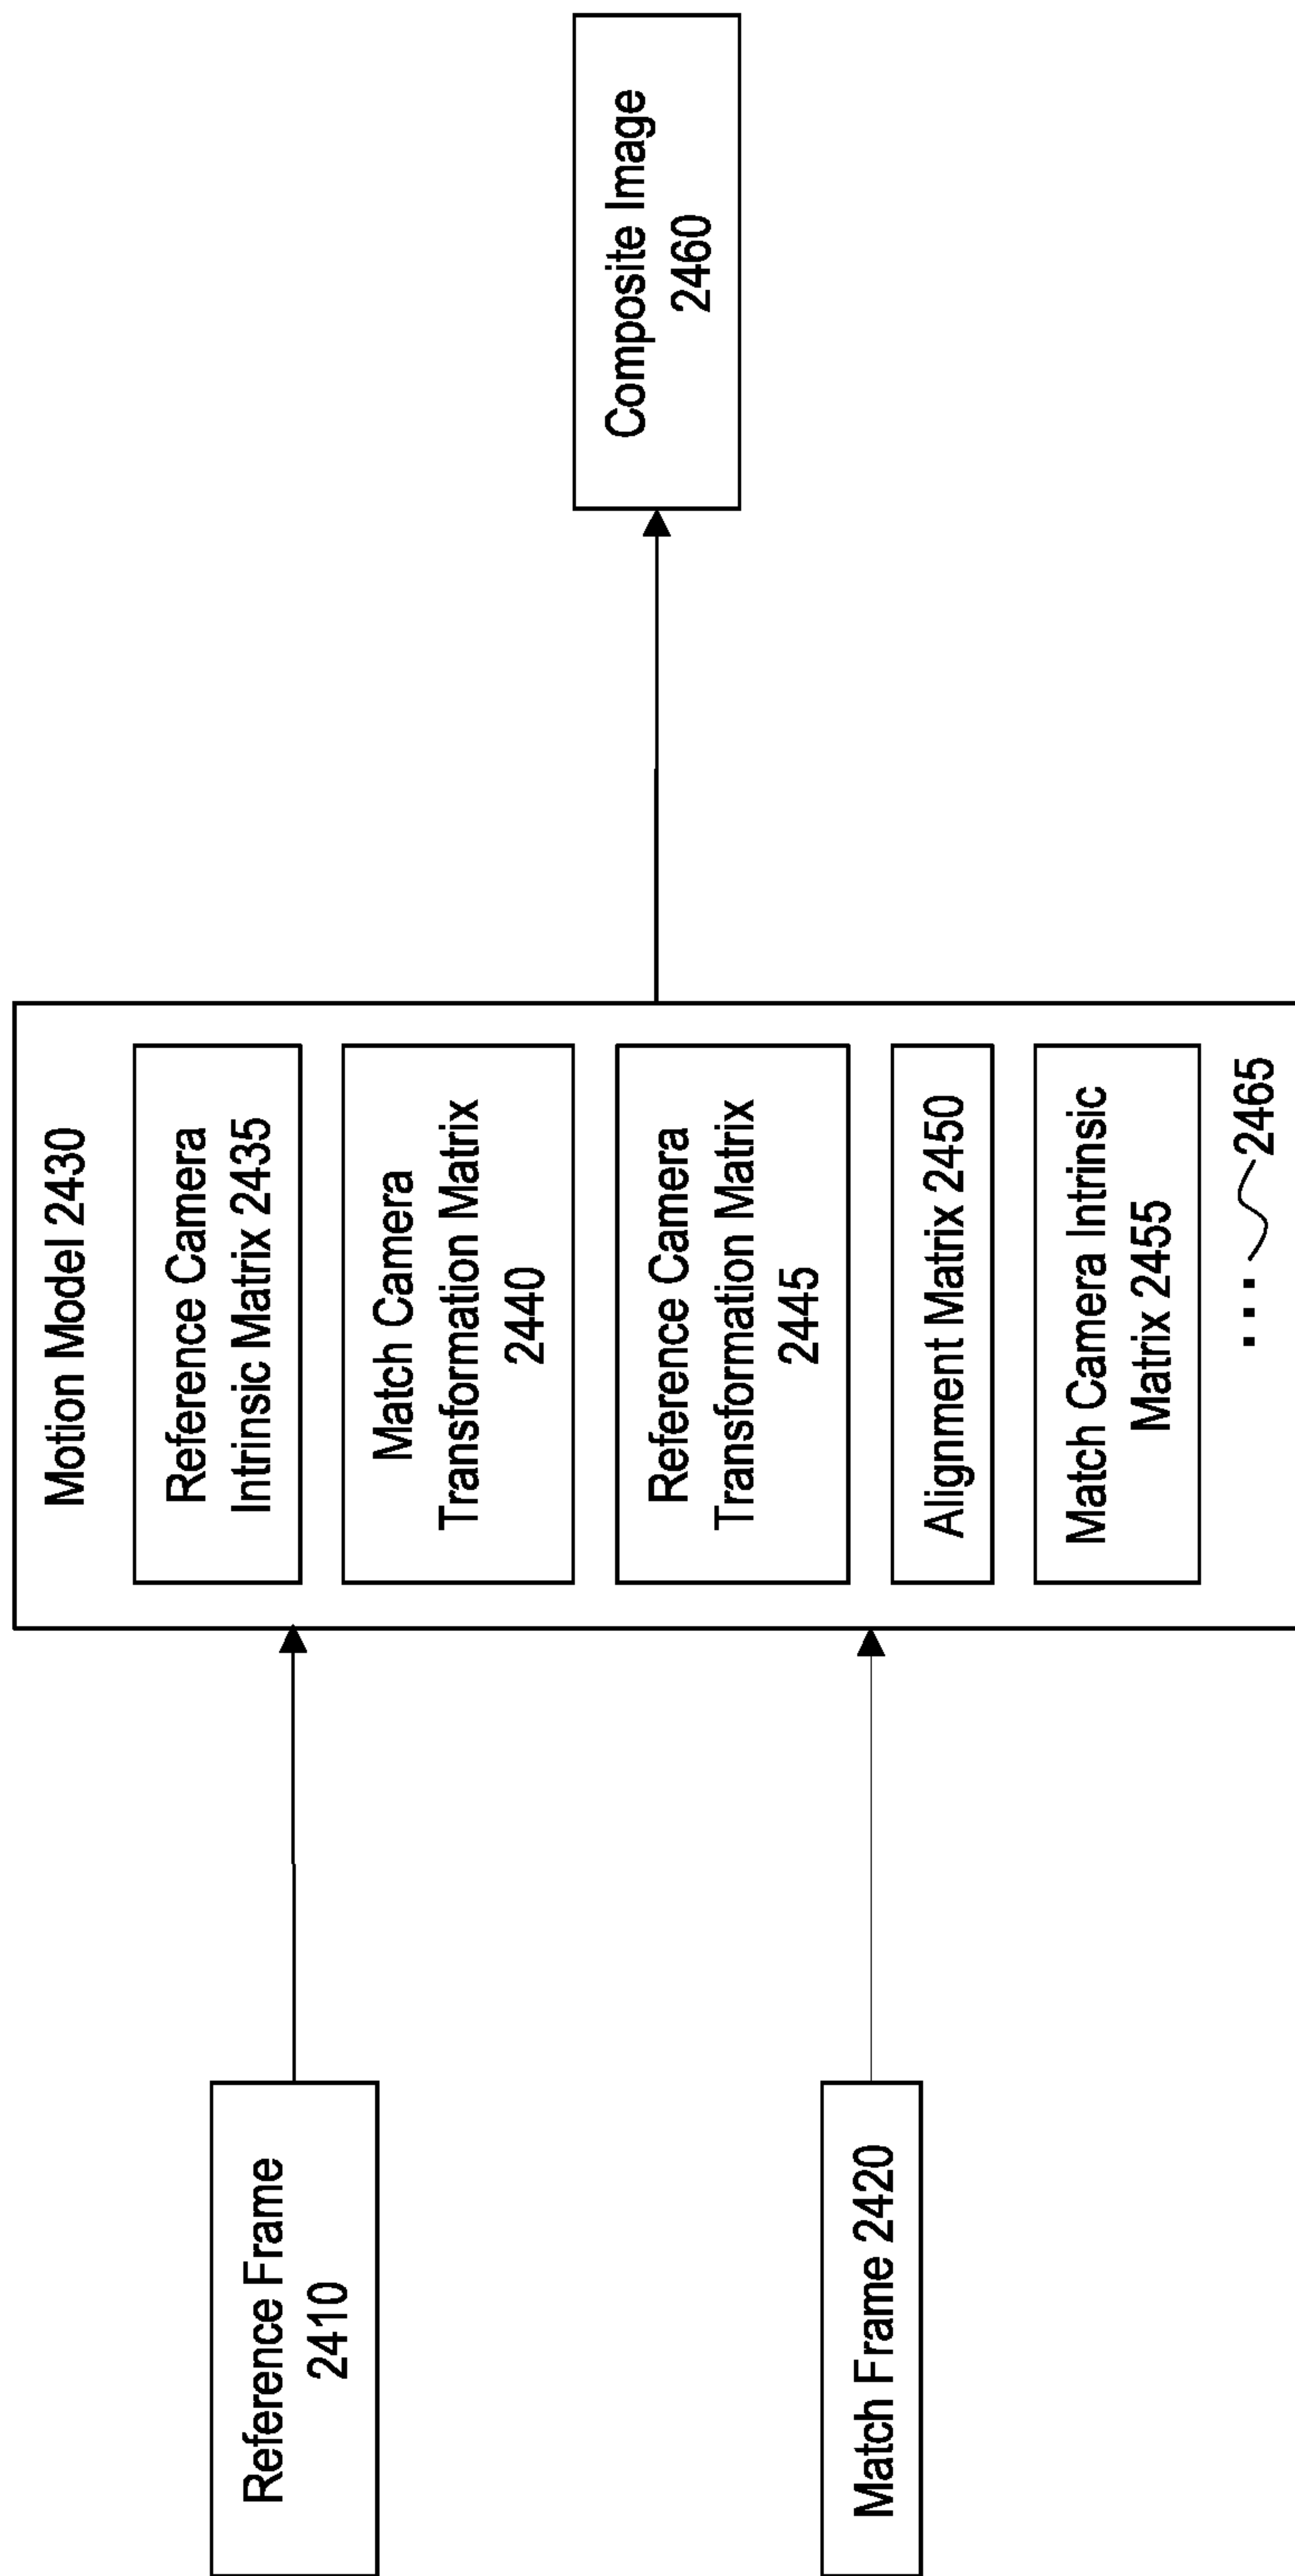 Reference Frame
2410
Match Frame 2420
Motion Model 2430
Reference Camera
Intrinsic Matrix 2435
Match Camera
Transformation Matrix
2440
Reference Camera
Transformation Matrix
2445
Alignment Matrix 2450
Match Camera Intrinsic
Matrix 2455
... 2465
Composite Image
2460